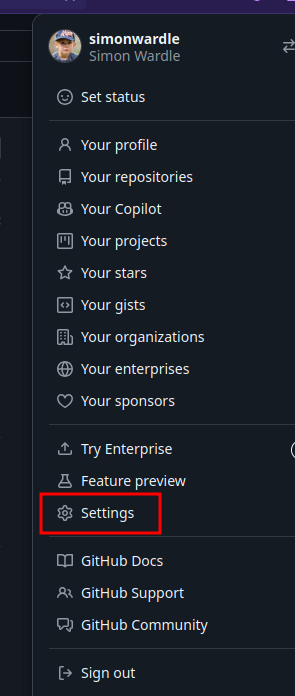 simonwardle
Simon Wardle
Set status
Your profile
Your repositories
Your Copilot
Your projects
Your stars
Your gists
Your organizations
Your enterprises
Your sponsors
Try Enterprise
Feature preview
Settings
GitHub Docs
GitHub Support
GitHub Community
Sign out